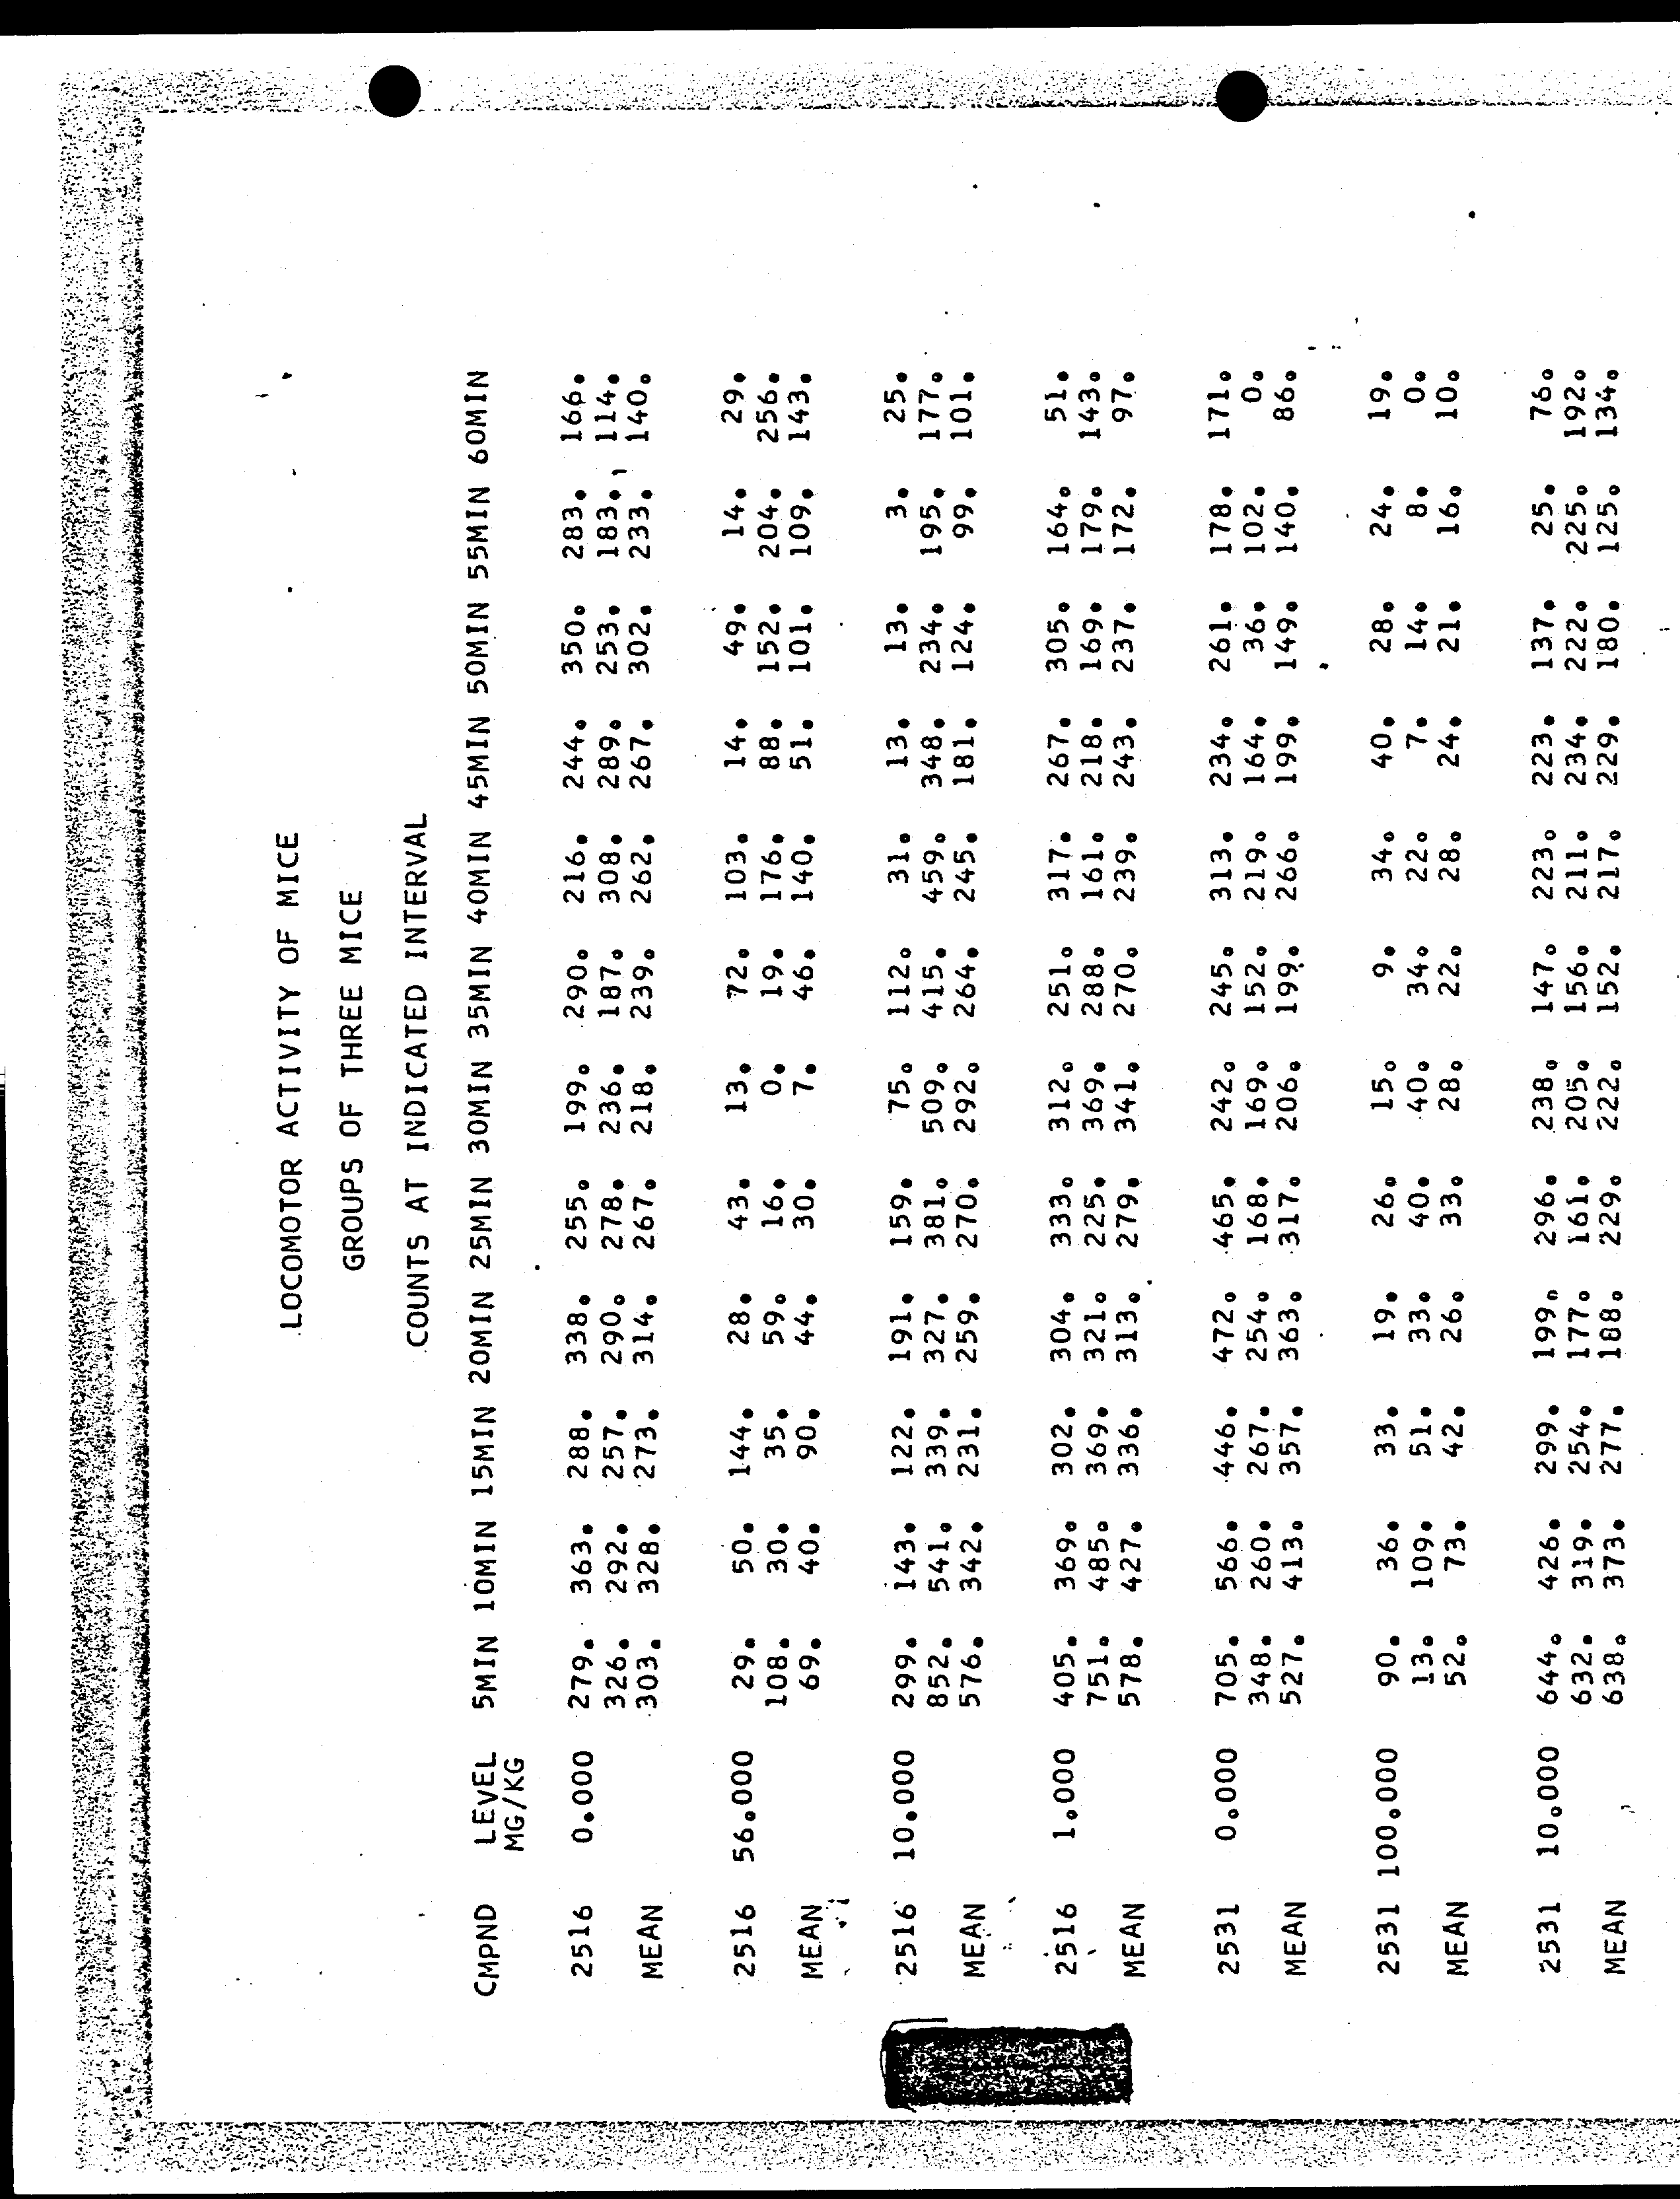 LOCOMOTOR ACTIVITY OF MICE
GROUPS OF THREE MICE
COUNTS AT INDICATED INTERVAL
CMPND LEVEL 5MIN 10MIN 15MIN 20MIN 25MIN 30MIN 35MIN 40MIN 45MIN 50MIN 55MIN 60MIN
MG/KG
2516 0.000 279. 363. 288. 338. 255. 199. 290. 216. 244. 350. 283. 166.
326. 292. 257. 290. 278. 236. 187. 308. 289. 253. 183. 114.
MEAN 303. 328. 273. 314. 267. 218. 239. 262. 267. 302. 233. 140.
2516 56.000 29. 50. 144. 28. 43. 13. 72. 103. 14. 49. 14. 29.
108. 30. 35. 59. 16. 0. 19. 176. 88. 152. 204. 256.
MEAN 69. 40. 90. 44. 30. 7. 46. 140. 51. 101. 109. 143.
2516 10.000 299. 143. 122. 191. 159. 75. 112. 31. 13. 13. 3. 25.
852. 541. 339. 327. 381. 509. 415. 459. 348. 234. 195. 177.
MEAN 576. 342. 231. 259. 270. 292. 264. 245. 181. 124. 99. 101.
2516 1.000 405. 369. 302. 304. 333. 312. 251. 317. 267. 305. 164. 51.
751. 485. 369. 321. 225. 369. 288. 161. 218. 169. 179. 143.
MEAN 578. 427. 336. 313. 279. 341. 270. 239. 243. 237. 172. 97.
2531 0.000 705. 566. 446. 472. 465. 242. 245. 313. 234. 261. 178. 171.
348. 260. 267. 254. 168. 169. 152. 219. 164. 36. 102. 0.
MEAN 527. 413. 357. 363. 317. 206. 199. 266. 199. 149. 140. 86.
2531 100.000 90. 36. 33. 19. 26. 15. 9. 34. 40. 28. 24. 19.
13. 109. 51. 33. 40. 40. 34. 22. 7. 14. 8. 0.
MEAN 52. 73. 42. 26. 33. 28. 22. 28. 24. 21. 16. 10.
2531 10.000 644. 426. 299. 199. 296. 238. 147. 223. 223. 137. 25. 76.
632. 319. 254. 177. 161. 205. 156. 211. 234. 222. 225. 192.
MEAN 638. 373. 277. 188. 229. 222. 152. 217. 229. 180. 125. 134.